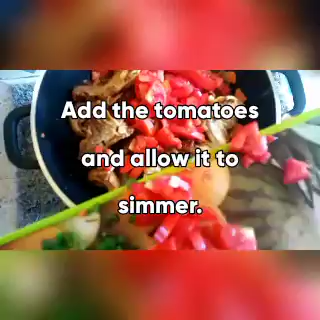 Add the tomatoes
and allow it to
simmer.